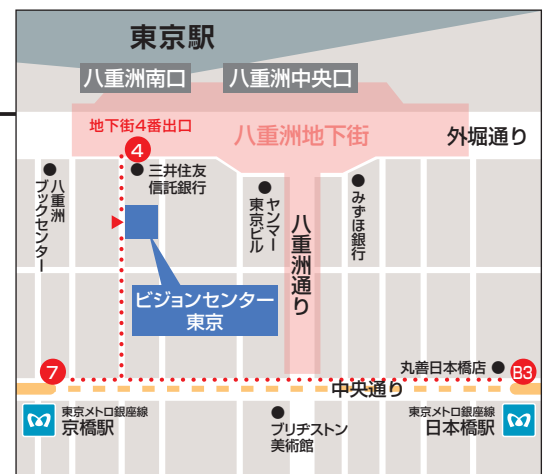 東京駅
八重洲南口
八重洲中央口
地下街4番出口
八重洲地下街
外堀通り
4
三井住友
信託銀行
八重洲
ブックセンター
ヤンマー
東京ビル
八重洲通り
みずほ銀行
ビジョンセンター
東京
丸善日本橋店
7
B3
中央通り
東京メトロ銀座線
京橋駅
ブリヂストン
美術館
東京メトロ銀座線
日本橋駅